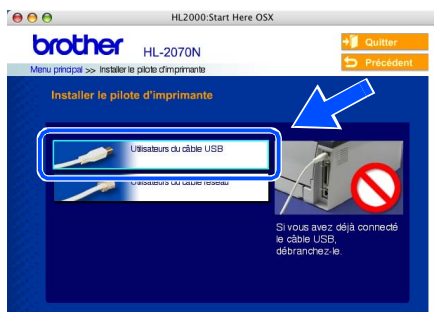 HL2000:Start Here OSX
brother HL-2070N
Quitter
Précédent
Menu principal >> Installer le pilote d'imprimante
Installer le pilote d'imprimante
Utilisateurs du câble USB
Utilisateurs du câble réseau
Si vous avez déjà connecté
le câble USB,
débranchez-le.